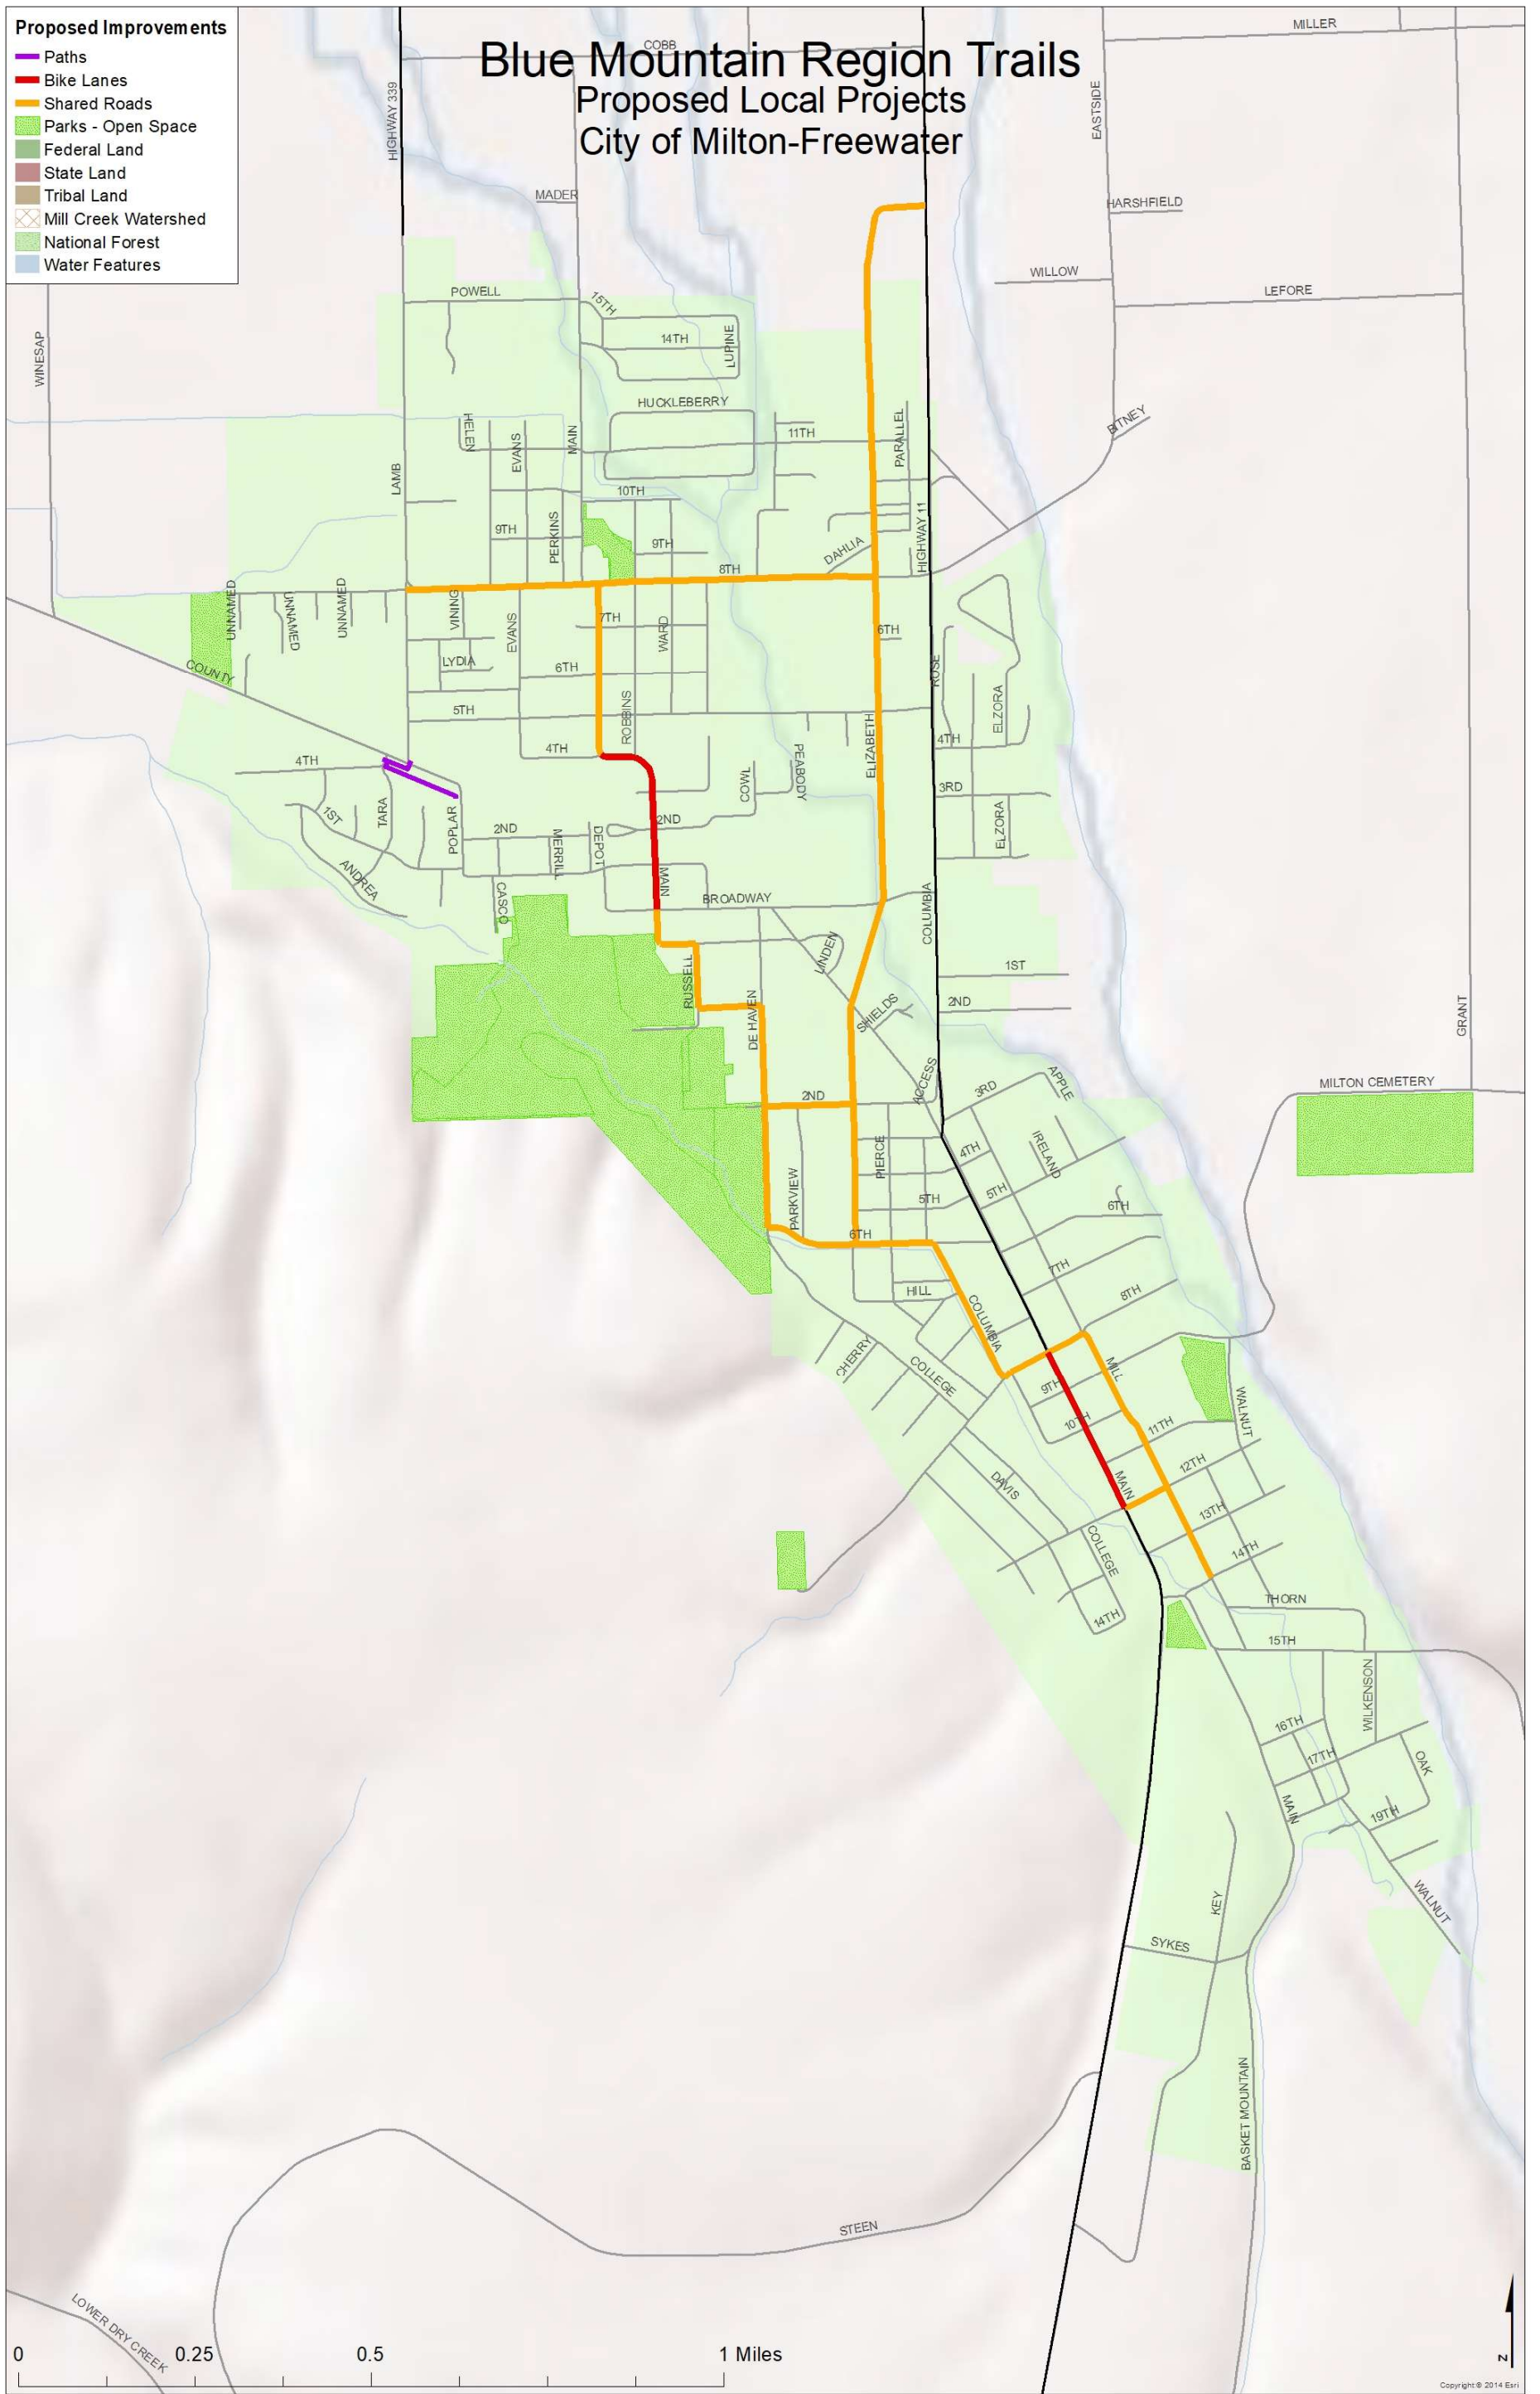 Proposed Improvements
Paths
Bike Lanes
Shared Roads
Parks - Open Space
Federal Land
State Land
Tribal Land
Mill Creek Watershed
National Forest
Water Features
Blue Mountain Region Trails
Proposed Local Projects
City of Milton-Freewater
COBB
MILLER
HIGHWAY 339
EASTSIDE
MADER
HARSHFIELD
WILLOW
LEFORE
POWELL
15TH
14TH
LUPINE
WINESAP
HUCKLEBERRY
HELEN
EVANS
MAIN
11TH
PARALLEL
BITNEY
LAMB
10TH
9TH
PERKINS
9TH
DAHLIA
HIGHWAY 11
8TH
UNNAMED
UNNAMED
UNNAMED
VINING
EVANS
7TH
WARD
6TH
LYDIA
6TH
COUNTY
ROSE
5TH
ROBBINS
ELZORA
4TH
4TH
4TH
ELIZABETH
PEABODY
COWL
3RD
1ST
TARA
POPLAR
2ND
MERRILL
DEPOT
2ND
ELZORA
ANDREA
CASCO
MAIN
BROADWAY
COLUMBIA
LINDEN
RUSSELL
1ST
DE HAVEN
SHIELDS
2ND
GRANT
ACCESS
3RD
APPLE
MILTON CEMETERY
2ND
PIERCE
4TH
IRELAND
PARKVIEW
5TH
5TH
6TH
6TH
7TH
HILL
8TH
COLUMBIA
CHERRY
COLLEGE
9TH
MILL
WALNUT
10TH
11TH
DAVIS
MAIN
12TH
13TH
COLLEGE
14TH
14TH
THORN
15TH
WILKENSON
16TH
17TH
OAK
MAIN
19TH
WALNUT
KEY
SYKES
BASKET MOUNTAIN
STEEN
LOWER DRY CREEK
0
0.25
0.5
1 Miles
N
Copyright:© 2014 Esri